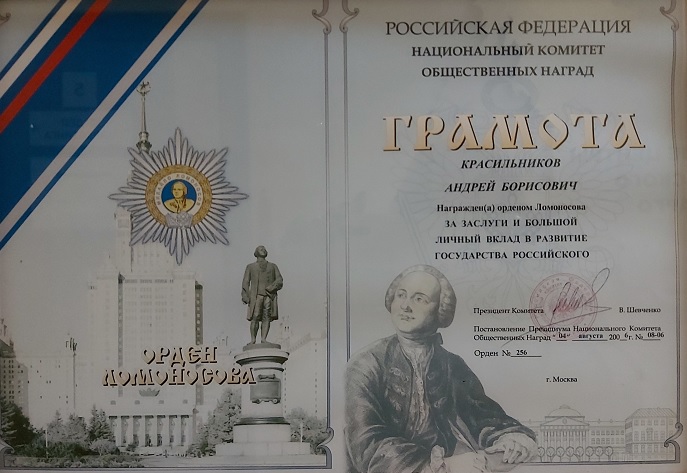 ОРДЕН
ЛОМОНОСОВА
РОССИЙСКАЯ ФЕДЕРАЦИЯ
НАЦИОНАЛЬНЫЙ КОМИТЕТ
ОБЩЕСТВЕННЫХ НАГРАД
ГРАМОТА
КРАСИЛЬНИКОВ
АНДРЕЙ БОРИСОВИЧ
Награжден(а) орденом Ломоносова
ЗА ЗАСЛУГИ И БОЛЬШОЙ
ЛИЧНЫЙ ВКЛАД В РАЗВИТИЕ
ГОСУДАРСТВА РОССИЙСКОГО
Президент Комитета В. Шевченко
Постановление Президиума Национального Комитета
Общественных Наград "04" августа 2006 г. № 08-06
Орден № 256
г. Москва